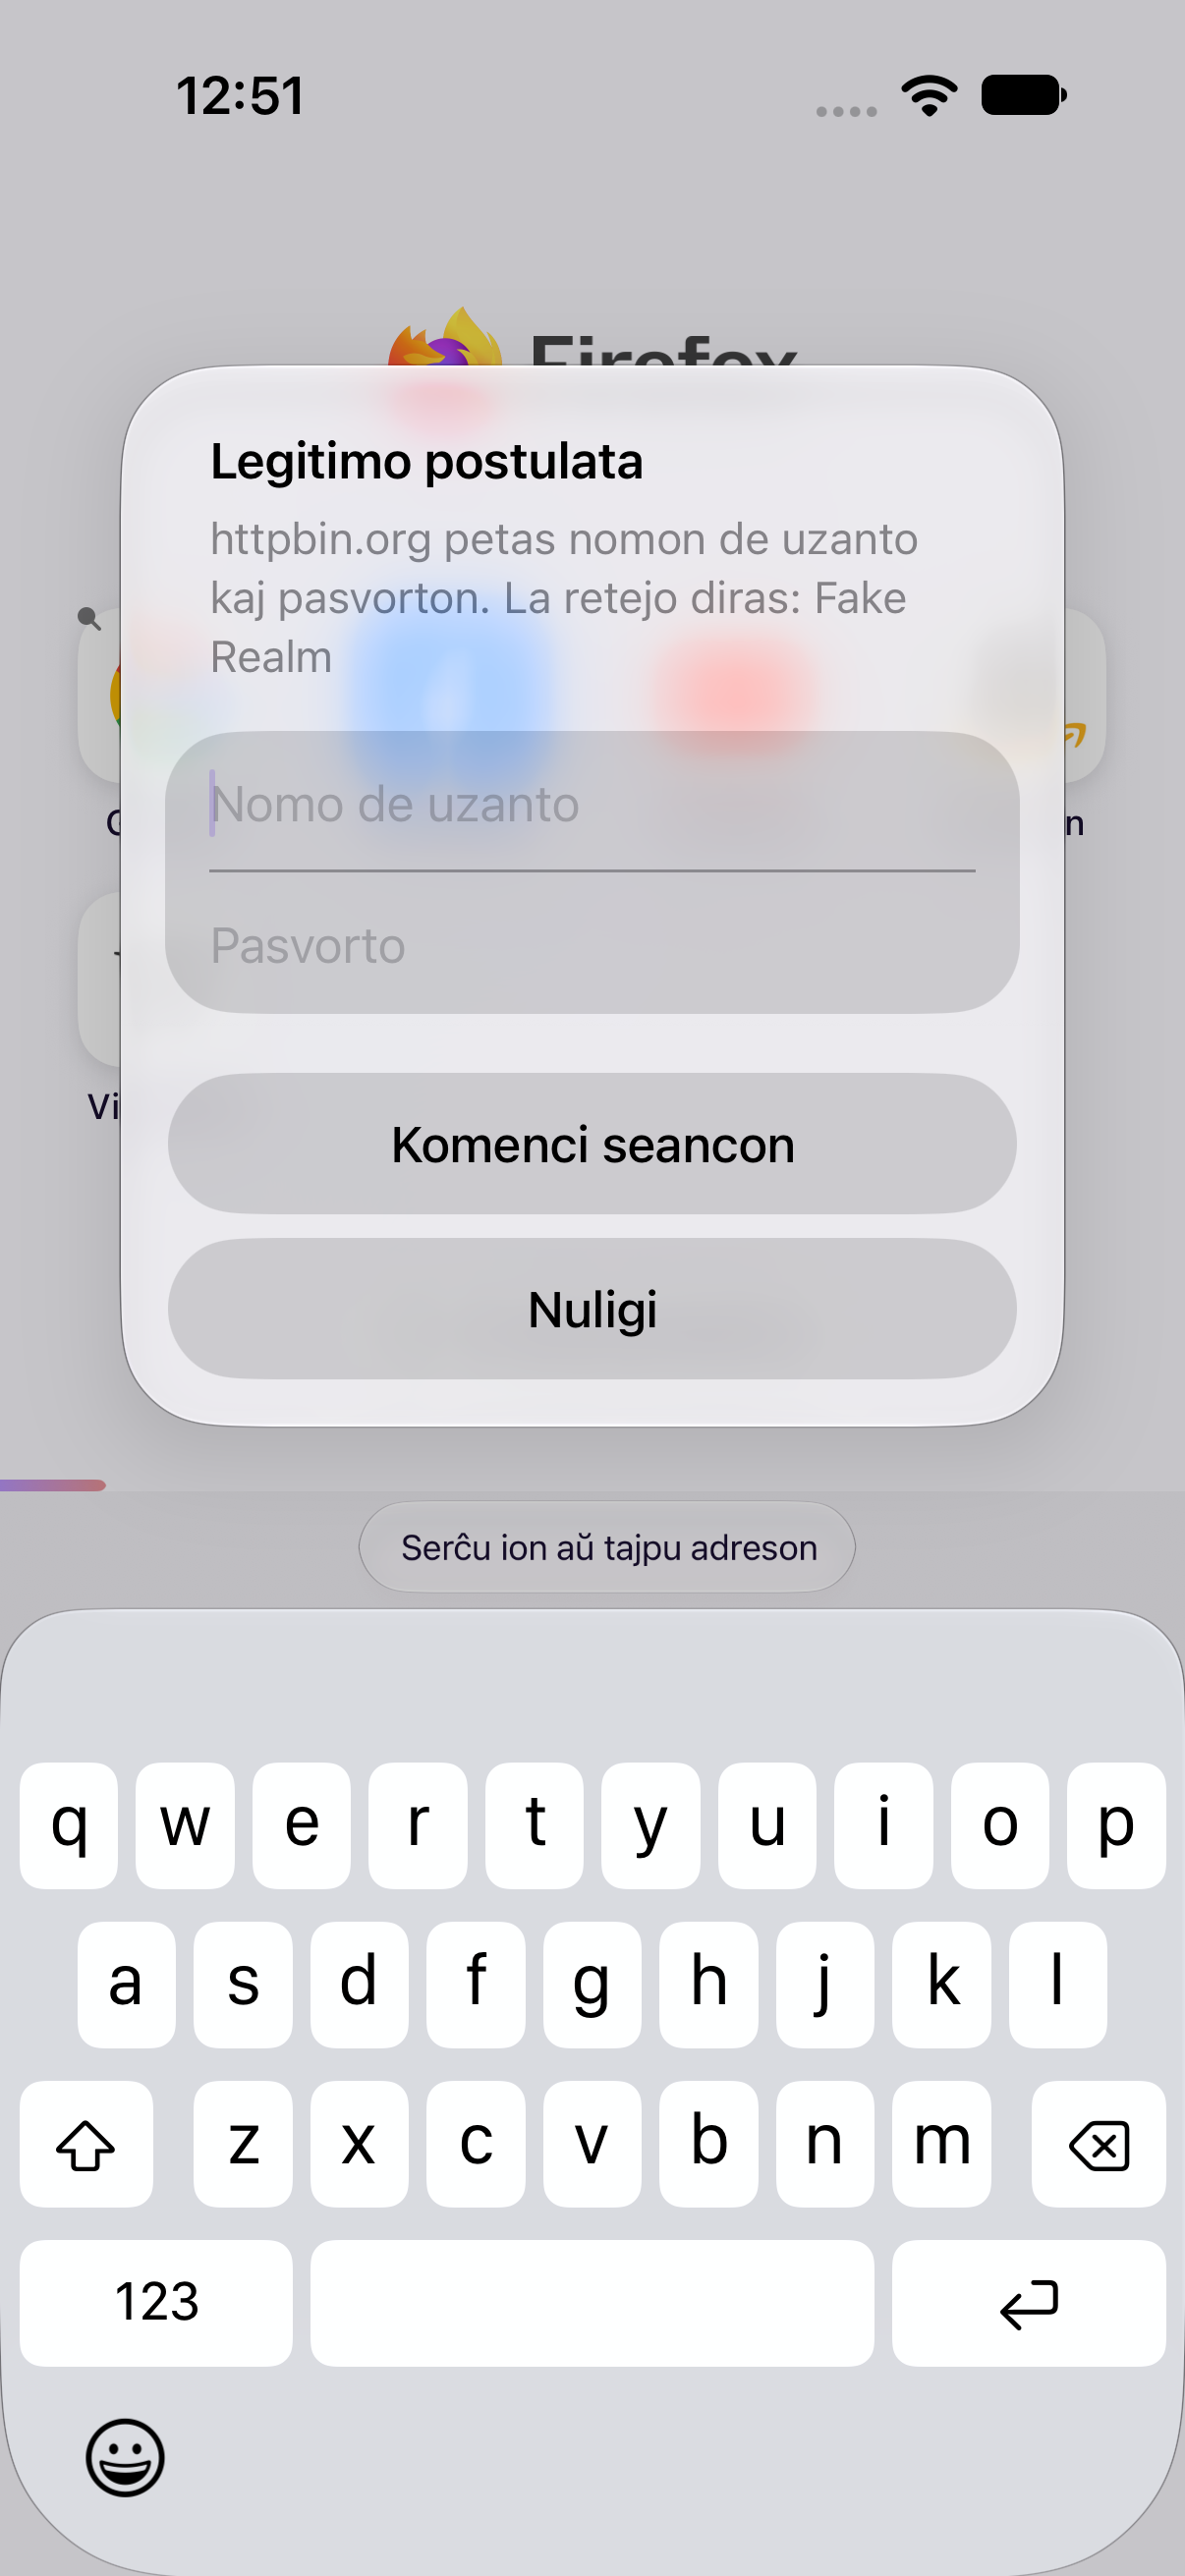 12:51
Firefox
Legitimo postulata
httpbin.org petas nomon de uzanto
kaj pasvorton. La retejo diras: Fake
Realm
Nomo de uzanto
Pasvorto
Komenci seancon
Nuligi
Serĉu ion aŭ tajpu adreson
q w e r t y u i o p
a s d f g h j k l
z x c v b n m
123